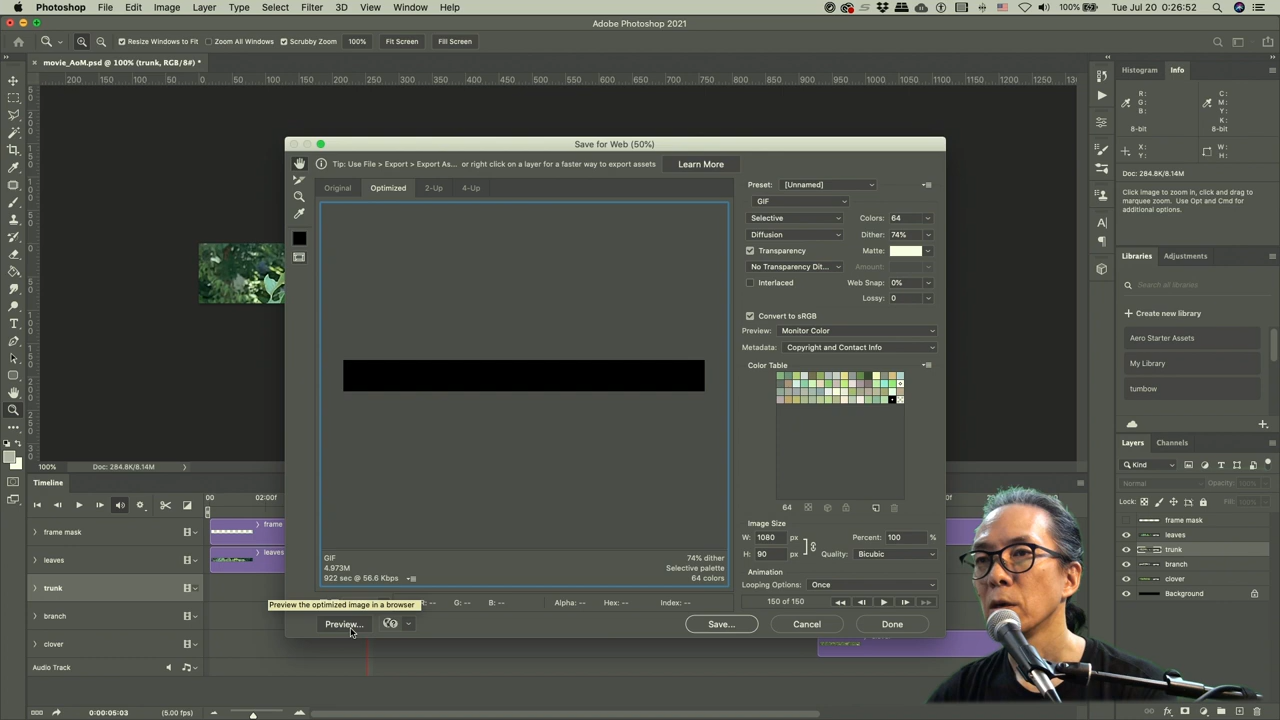 Photoshop File Edit Image Layer Type Select Filter 3D View Window Help Tue Jul 20 0:26:52
Adobe Photoshop 2021
Resize Windows to Fit Zoom All Windows Scrubby Zoom 100% Fit Screen Fill Screen
movie_AoM.psd @ 100% (trunk, RGB/8#) *
Histogram Info
R: C:
G: M:
B: Y:
K:
8-bit 8-bit
X: W:
Y: H:
Doc: 284.8K/8.14M
Click image to zoom in, click and drag to
marquee zoom. Use Opt and Cmd for
additional options.
Libraries Adjustments
Search all libraries
Create new library
Aero Starter Assets
My Library
tumbow
Save for Web (50%)
Tip: Use File > Export > Export As... or right click on a layer for a faster way to export assets Learn More
Original Optimized 2-Up 4-Up
Preset: [Unnamed]
GIF
Selective Colors: 64
Diffusion Dither: 74%
Transparency Matte:
No Transparency Dit... Amount:
Interlaced Web Snap: 0%
Lossy: 0
Convert to sRGB
Preview: Monitor Color
Metadata: Copyright and Contact Info
Color Table
64
Image Size
W: 1080 px Percent: 100 %
H: 90 px Quality: Bicubic
Animation
Looping Options: Once
150 of 150
GIF
4.973M
922 sec @ 56.6 Kbps
74% dither
Selective palette
64 colors
R: -- G: -- B: -- Alpha: -- Hex: -- Index: --
Preview the optimized image in a browser
Preview... Save... Cancel Done
100% Doc: 284.8K/8.14M
Timeline
00 02:00f
frame mask frame
leaves leaves
trunk
branch
clover
Audio Track
0:00:05:03 (5.00 fps)
Layers Channels
Kind
Normal Opacity: 100%
Lock: Fill: 100%
frame mask
leaves
trunk
branch
clover
Background